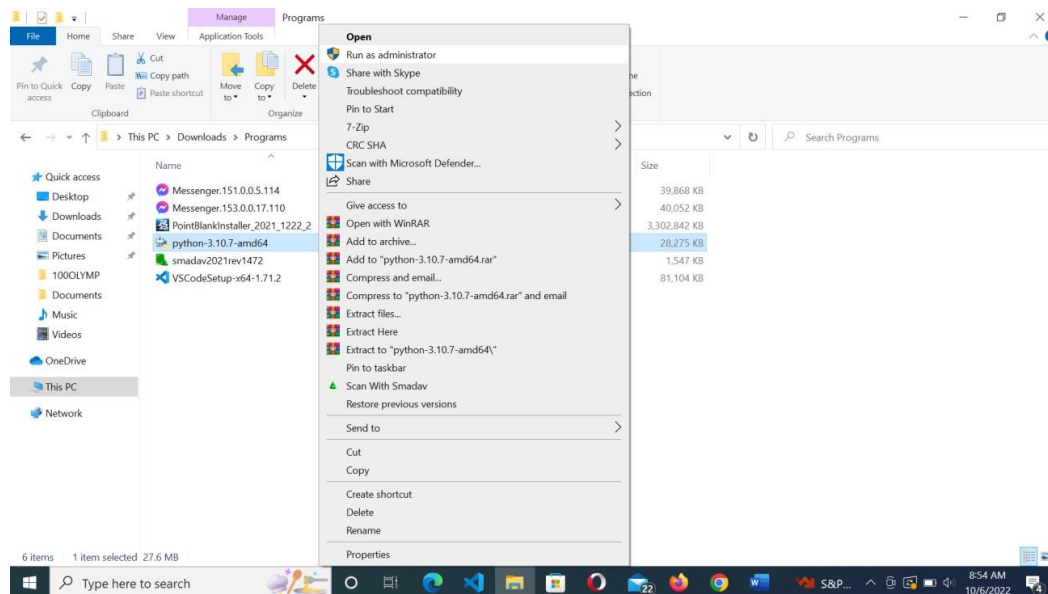 Manage
Programs
File
Home
Share
View
Application Tools
Pin to Quick
access
Copy
Paste
Cut
Copy path
Paste shortcut
Clipboard
Move
to
Copy
to
Delete
Organize
This PC > Downloads > Programs
Search Programs
Quick access
Desktop
Downloads
Documents
Pictures
100OLYMP
Documents
Music
Videos
OneDrive
This PC
Network
Name
Size
Messenger.151.0.0.5.114
39,868 KB
Messenger.153.0.0.17.110
40,052 KB
PointBlankInstaller_2021_1222_2
3,302,842 KB
python-3.10.7-amd64
28,275 KB
smadav2021rev1472
1,547 KB
VSCodeSetup-x64-1.71.2
81,104 KB
Open
Run as administrator
Share with Skype
Troubleshoot compatibility
Pin to Start
7-Zip
CRC SHA
Scan with Microsoft Defender...
Share
Give access to
Open with WinRAR
Add to archive...
Add to "python-3.10.7-amd64.rar"
Compress and email...
Compress to "python-3.10.7-amd64.rar" and email
Extract files...
Extract Here
Extract to "python-3.10.7-amd64\"
Pin to taskbar
Scan With Smadav
Restore previous versions
Send to
Cut
Copy
Create shortcut
Delete
Rename
Properties
6 items
1 item selected 27.6 MB
Type here to search
22
S&P...
8:54 AM
10/6/2022
4